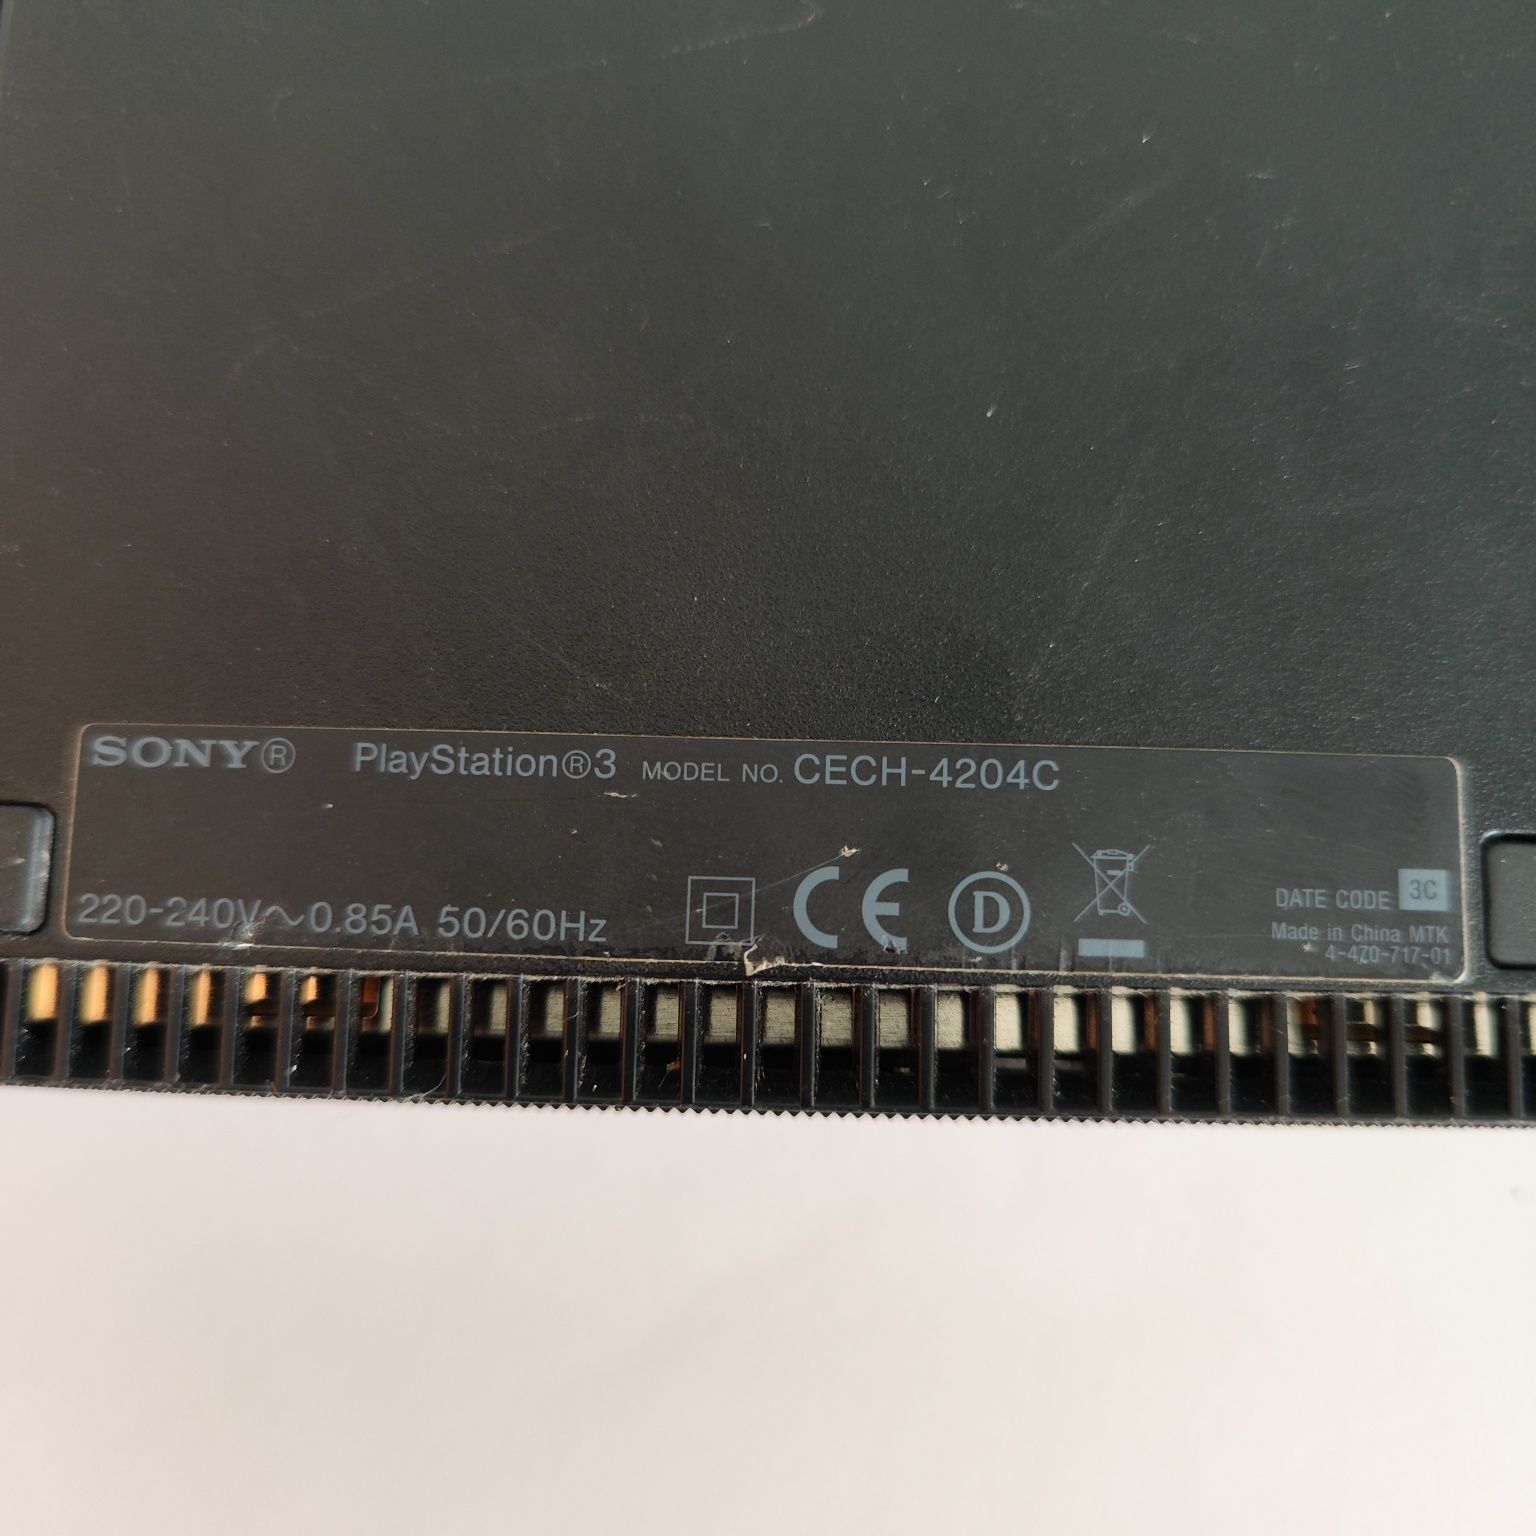 SONY® PlayStation®3 MODEL NO. CECH-4204C
220-240V~0.85A 50/60Hz
CE D
DATE CODE 3C
Made in China MTK
4-470-717-01